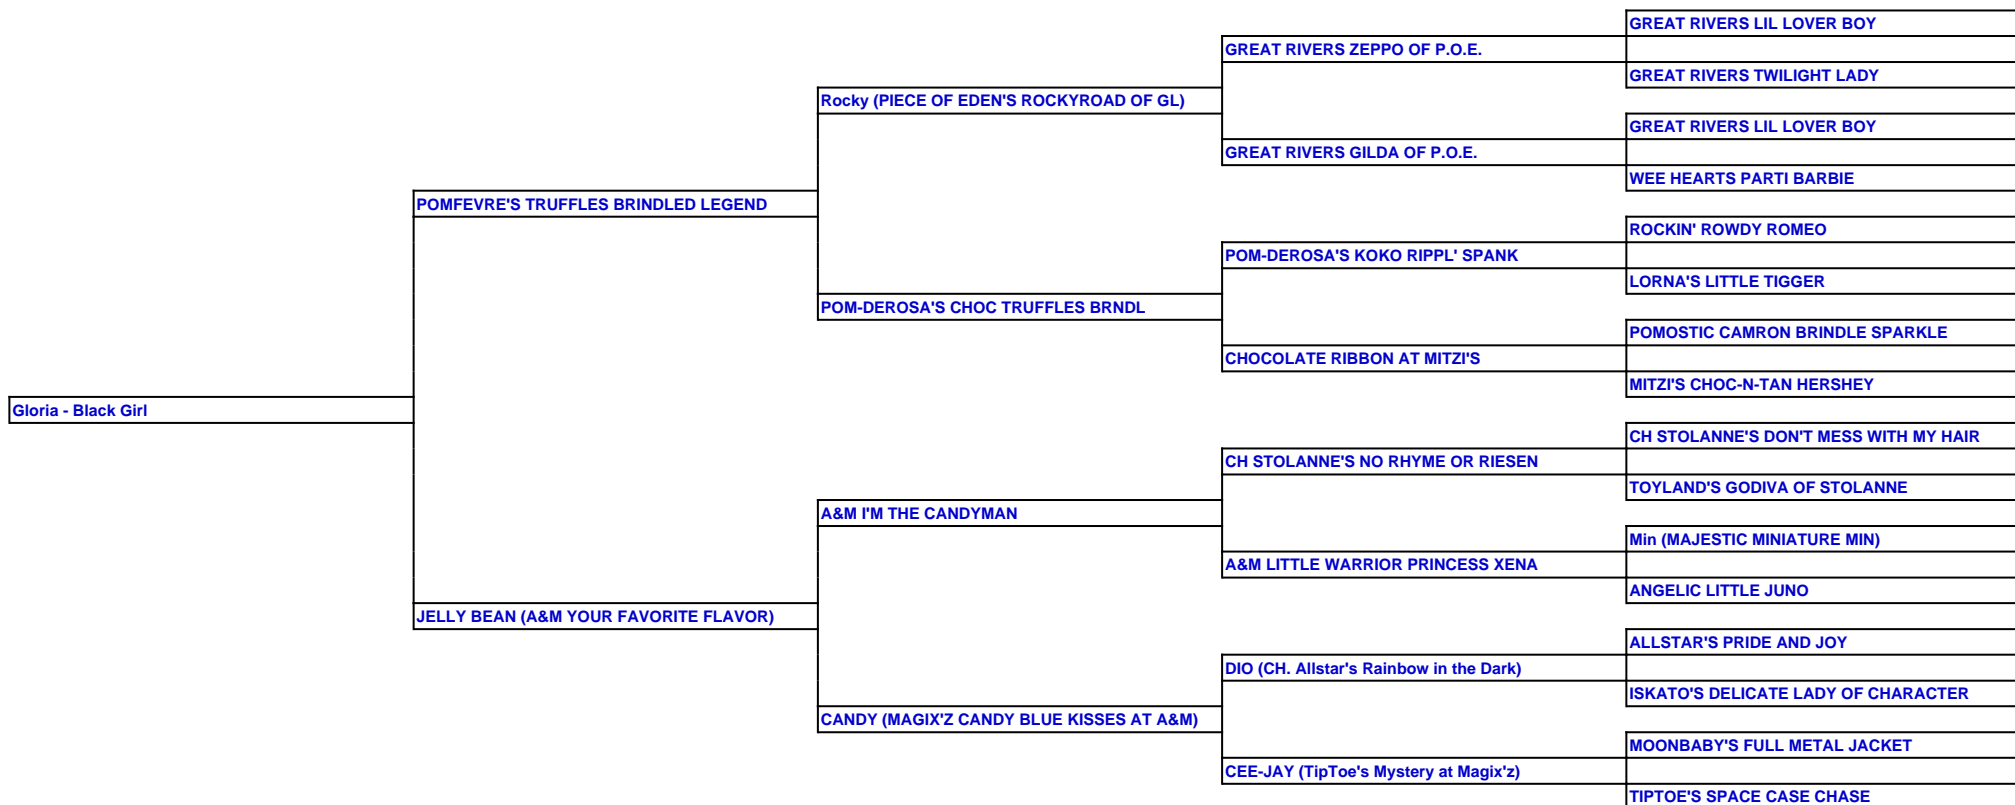 GREAT RIVERS LIL LOVER BOY
GREAT RIVERS ZEPPO OF P.O.E.
GREAT RIVERS TWILIGHT LADY
Rocky (PIECE OF EDEN'S ROCKYROAD OF GL)
GREAT RIVERS LIL LOVER BOY
GREAT RIVERS GILDA OF P.O.E.
WEE HEARTS PARTI BARBIE
POMFEVRE'S TRUFFLES BRINDLED LEGEND
ROCKIN' ROWDY ROMEO
POM-DEROSA'S KOKO RIPPL' SPANK
LORNA'S LITTLE TIGGER
POM-DEROSA'S CHOC TRUFFLES BRNDL
POMOSTIC CAMRON BRINDLE SPARKLE
CHOCOLATE RIBBON AT MITZI'S
MITZI'S CHOC-N-TAN HERSHEY
Gloria - Black Girl
CH STOLANNE'S DON'T MESS WITH MY HAIR
CH STOLANNE'S NO RHYME OR RIESEN
TOYLAND'S GODIVA OF STOLANNE
A&M I'M THE CANDYMAN
Min (MAJESTIC MINIATURE MIN)
A&M LITTLE WARRIOR PRINCESS XENA
ANGELIC LITTLE JUNO
JELLY BEAN (A&M YOUR FAVORITE FLAVOR)
ALLSTAR'S PRIDE AND JOY
DIO (CH. Allstar's Rainbow in the Dark)
ISKATO'S DELICATE LADY OF CHARACTER
CANDY (MAGIX'Z CANDY BLUE KISSES AT A&M)
MOONBABY'S FULL METAL JACKET
CEE-JAY (TipToe's Mystery at Magix'z)
TIPTOE'S SPACE CASE CHASE